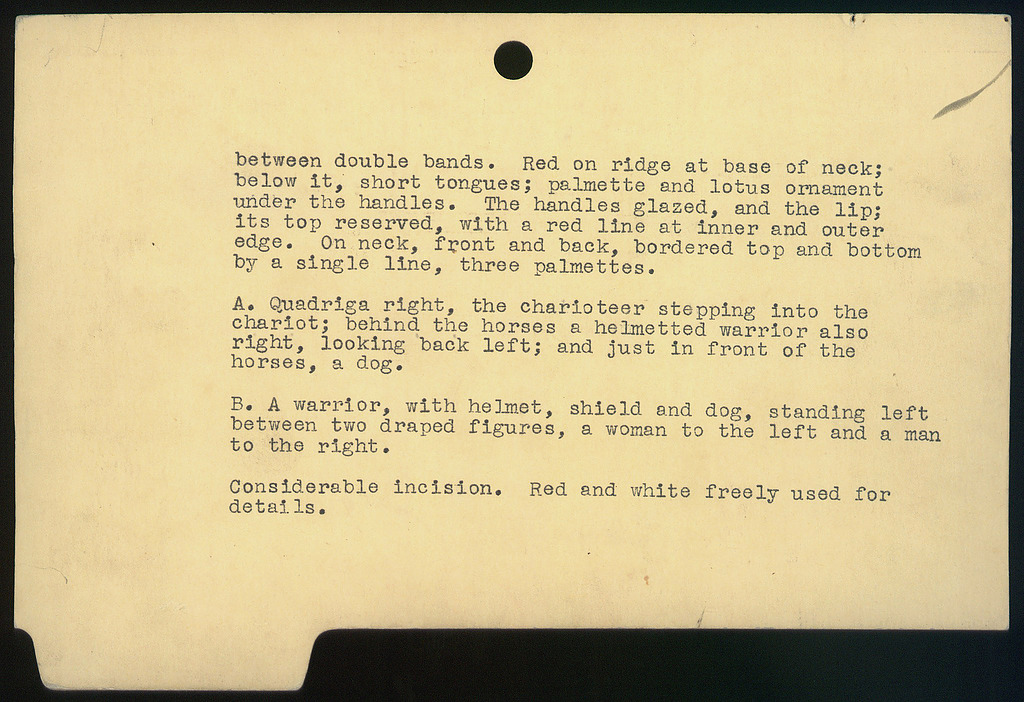 between double bands. Red on ridge at base of neck;
below it, short tongues; palmette and lotus ornament
under the handles. The handles glazed, and the lip;
its top reserved, with a red line at inner and outer
edge. On neck, front and back, bordered top and bottom
by a single line, three palmettes.
A. Quadriga right, the charioteer stepping into the
chariot; behind the horses a helmetted warrior also
right, looking back left; and just in front of the
horses, a dog.
B. A warrior, with helmet, shield and dog, standing left
between two draped figures, a woman to the left and a man
to the right.
Considerable incision. Red and white freely used for
details.